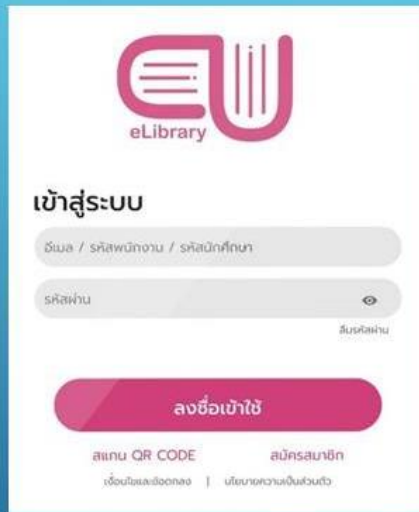 eLibrary
เข้าสู่ระบบ
อีเมล / รหัสพนักงาน / รหัสนักศึกษา
รหัสผ่าน
ลืมรหัสผ่าน
ลงชื่อเข้าใช้
สแกน QR CODE สมัครสมาชิก
เงื่อนไขและข้อตกลง | นโยบายความเป็นส่วนตัว